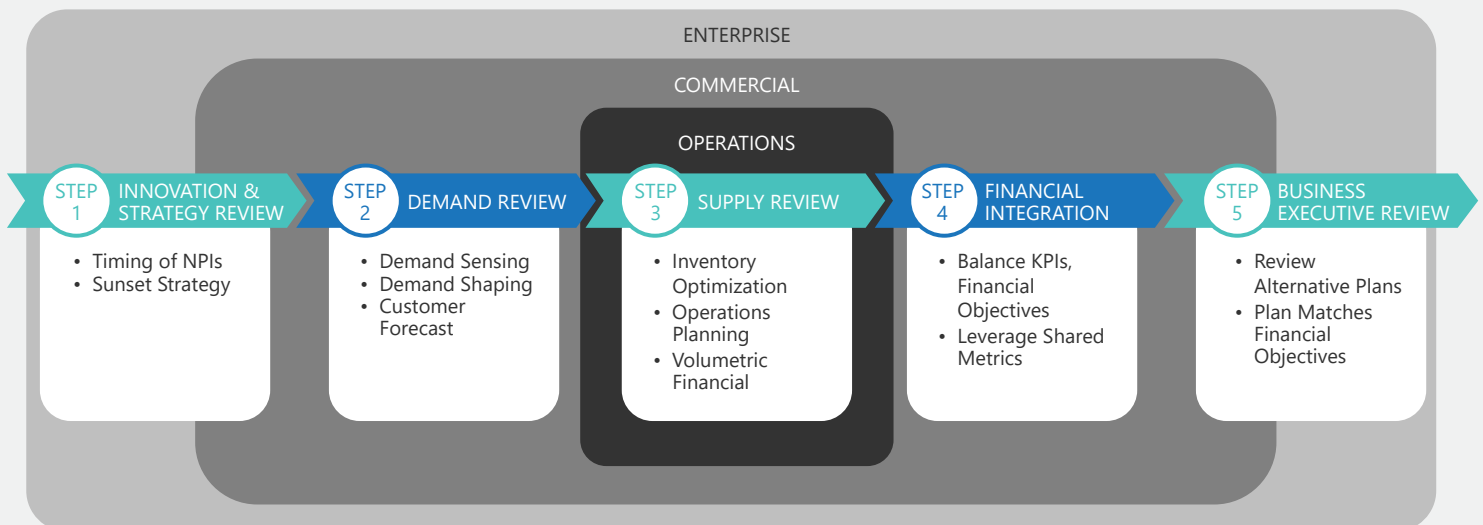 ENTERPRISE
COMMERCIAL
OPERATIONS
STEP
1
INNOVATION &
STRATEGY REVIEW
• Timing of NPIs
• Sunset Strategy
STEP
2
DEMAND REVIEW
• Demand Sensing
• Demand Shaping
• Customer
Forecast
STEP
3
SUPPLY REVIEW
• Inventory
Optimization
• Operations
Planning
• Volumetric
Financial
STEP
4
FINANCIAL
INTEGRATION
• Balance KPIs,
Financial
Objectives
• Leverage Shared
Metrics
STEP
5
BUSINESS
EXECUTIVE REVIEW
• Review
Alternative Plans
• Plan Matches
Financial
Objectives